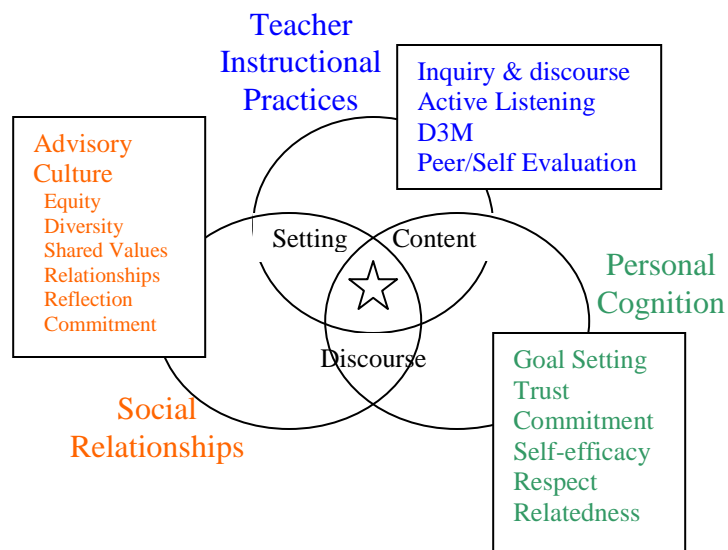 Teacher
Instructional
Practices
Inquiry & discourse
Active Listening
D3M
Peer/Self Evaluation
Advisory
Culture
Equity
Diversity
Shared Values
Relationships
Reflection
Commitment
Setting
Content
Discourse
Personal
Cognition
Goal Setting
Trust
Commitment
Self-efficacy
Respect
Relatedness
Social
Relationships